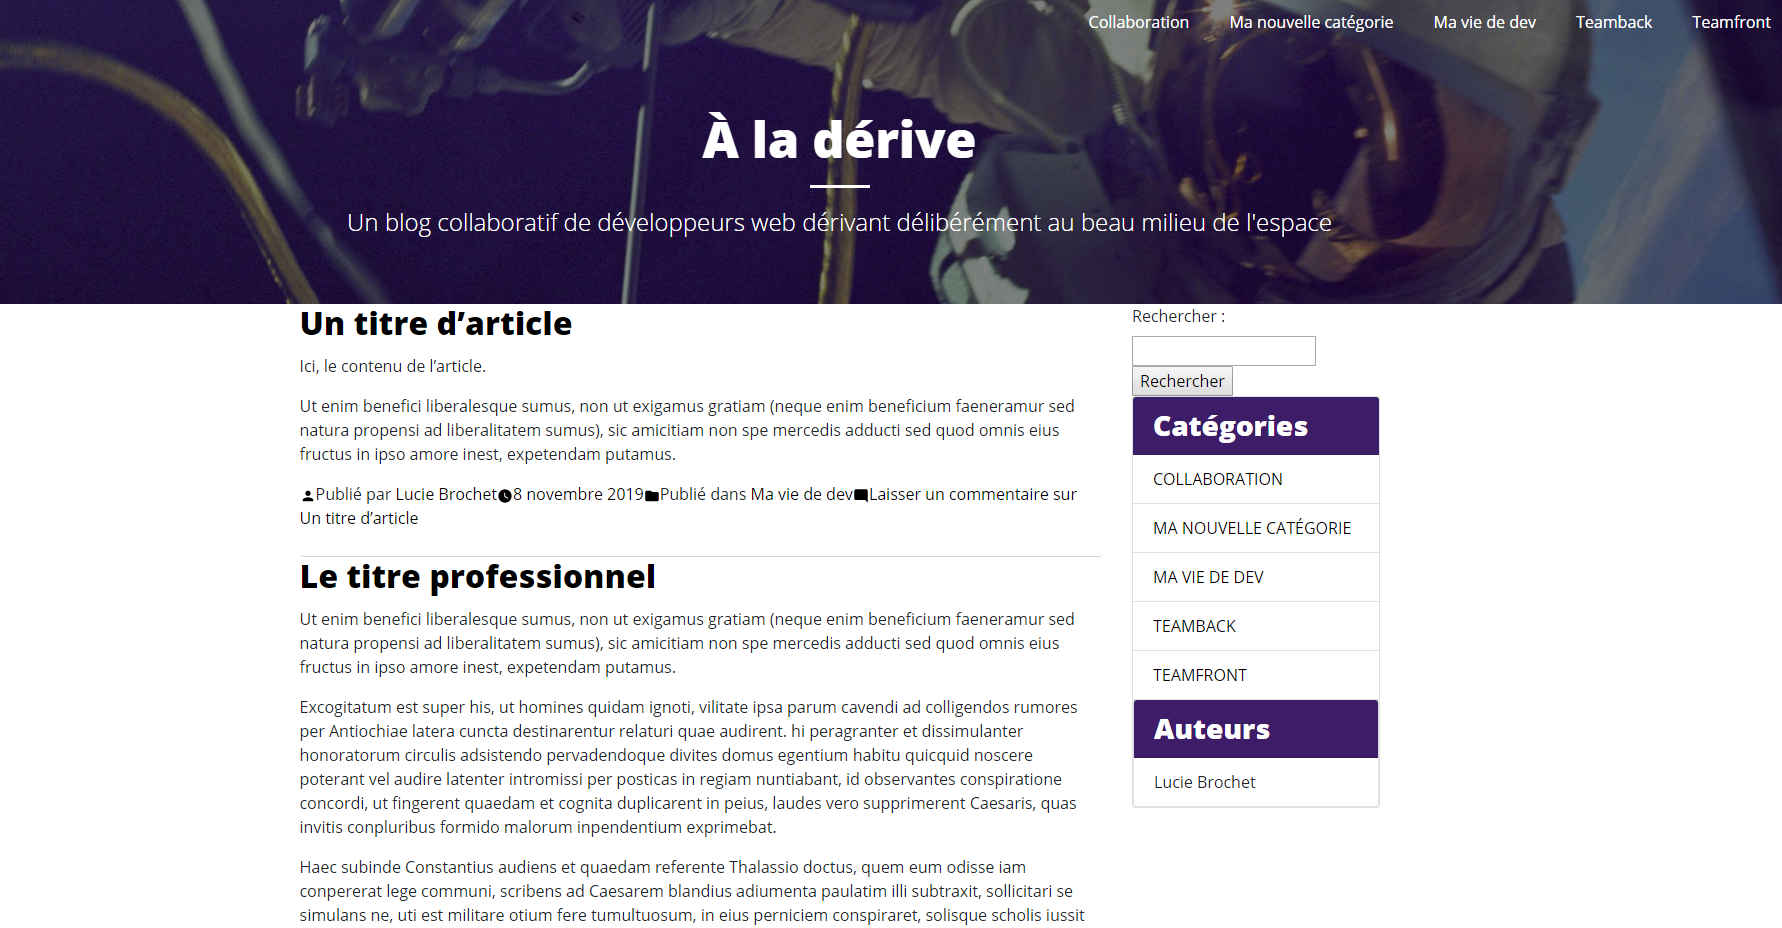 Collaboration Ma nouvelle catégorie Ma vie de dev Teamback Teamfront
À la dérive
Un blog collaboratif de développeurs web dérivant délibérément au beau milieu de l'espace
Un titre d’article
Ici, le contenu de l’article.
Ut enim benefici liberalesque sumus, non ut exigamus gratiam (neque enim beneficium faeneramur sed
natura propensi ad liberalitatem sumus), sic amicitiam non spe mercedis adducti sed quod omnis eius
fructus in ipso amore inest, expetendam putamus.
Publié par Lucie Brochet 8 novembre 2019 Publié dans Ma vie de dev Laisser un commentaire sur
Un titre d’article
Le titre professionnel
Ut enim benefici liberalesque sumus, non ut exigamus gratiam (neque enim beneficium faeneramur sed
natura propensi ad liberalitatem sumus), sic amicitiam non spe mercedis adducti sed quod omnis eius
fructus in ipso amore inest, expetendam putamus.
Excogitatum est super his, ut homines quidam ignoti, vilitate ipsa parum cavendi ad colligendos rumores
per Antiochiae latera cuncta destinarentur relaturi quae audirent. hi peragranter et dissimulanter
honoratorum circulis adsistendo pervadendoque divites domus egentium habitu quicquid noscere
poterant vel audire latenter intromissi per posticas in regiam nuntiabant, id observantes conspiratione
concordi, ut fingerent quaedam et cognita duplicarent in peius, laudes vero supprimerent Caesaris, quas
invitis conpluribus formido malorum inpendentium exprimebat.
Haec subinde Constantius audiens et quaedam referente Thalassio doctus, quem eum odisse iam
conpererat lege communi, scribens ad Caesarem blandius adiumenta paulatim illi subtraxit, sollicitari se
simulans ne, uti est militare otium fere tumultuosum, in eius perniciem conspiraret, solisque scholis iussit
Rechercher :
Rechercher
Catégories
COLLABORATION
MA NOUVELLE CATÉGORIE
MA VIE DE DEV
TEAMBACK
TEAMFRONT
Auteurs
Lucie Brochet